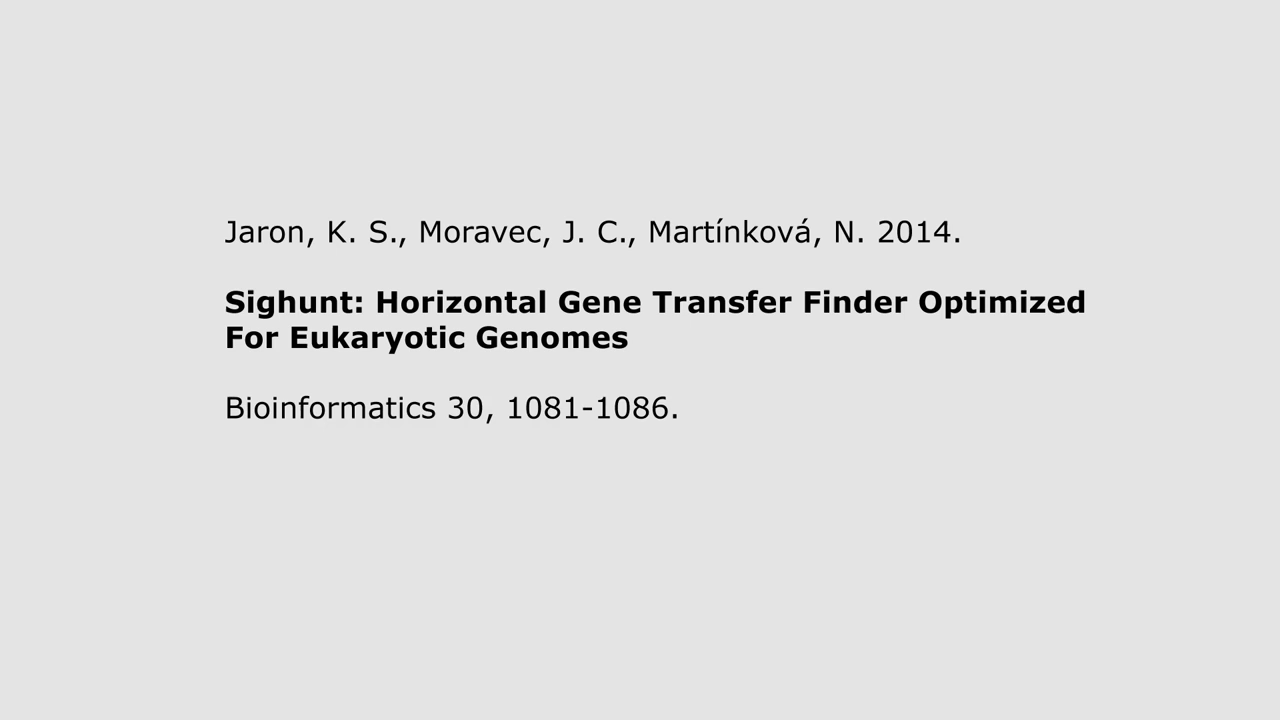 Jaron, K. S., Moravec, J. C., Martínková, N. 2014.
Sighunt: Horizontal Gene Transfer Finder Optimized
For Eukaryotic Genomes
Bioinformatics 30, 1081-1086.